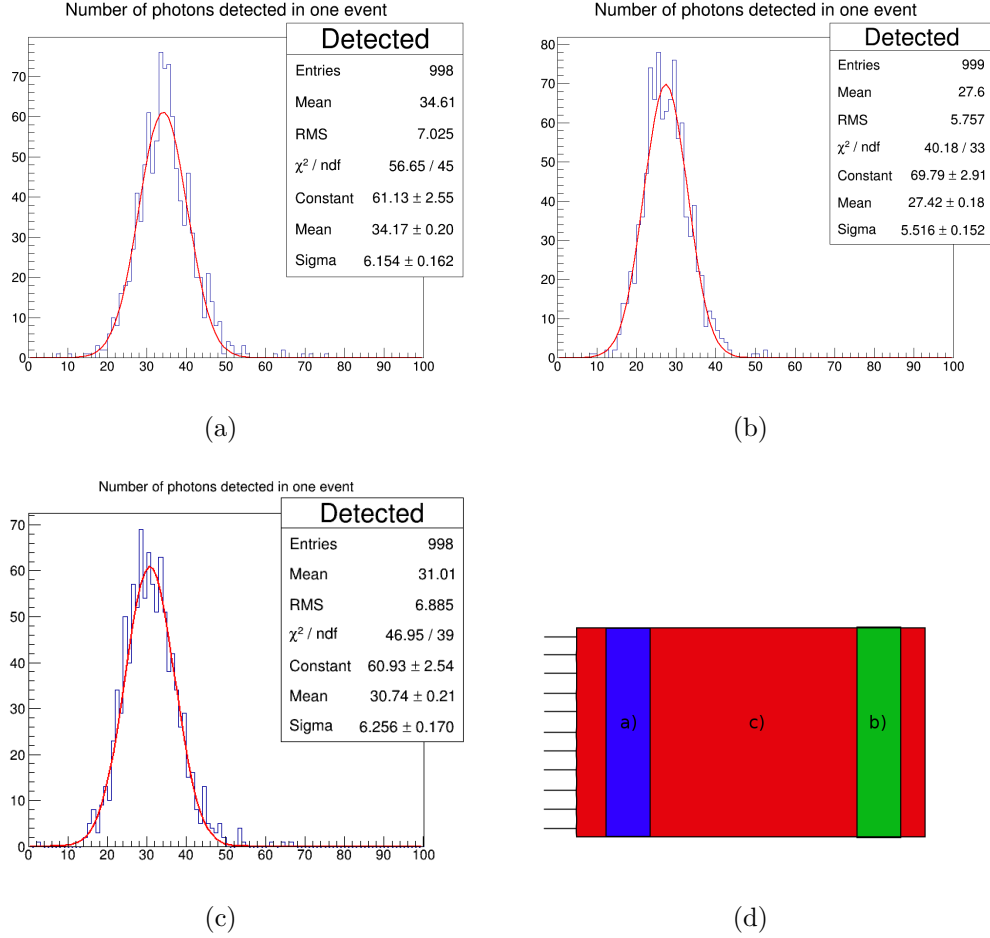 Number of photons detected in one event
Detected
Entries 998
Mean 34.61
RMS 7.025
χ² / ndf 56.65 / 45
Constant 61.13 ± 2.55
Mean 34.17 ± 0.20
Sigma 6.154 ± 0.162
70
60
50
40
30
20
10
0
0 10 20 30 40 50 60 70 80 90 100
(a)
Number of photons detected in one event
Detected
Entries 999
Mean 27.6
RMS 5.757
χ² / ndf 40.18 / 33
Constant 69.79 ± 2.91
Mean 27.42 ± 0.18
Sigma 5.516 ± 0.152
80
70
60
50
40
30
20
10
0
0 10 20 30 40 50 60 70 80 90 100
(b)
Number of photons detected in one event
Detected
Entries 998
Mean 31.01
RMS 6.885
χ² / ndf 46.95 / 39
Constant 60.93 ± 2.54
Mean 30.74 ± 0.21
Sigma 6.256 ± 0.170
70
60
50
40
30
20
10
0
0 10 20 30 40 50 60 70 80 90 100
(c)
a) c) b)
(d)